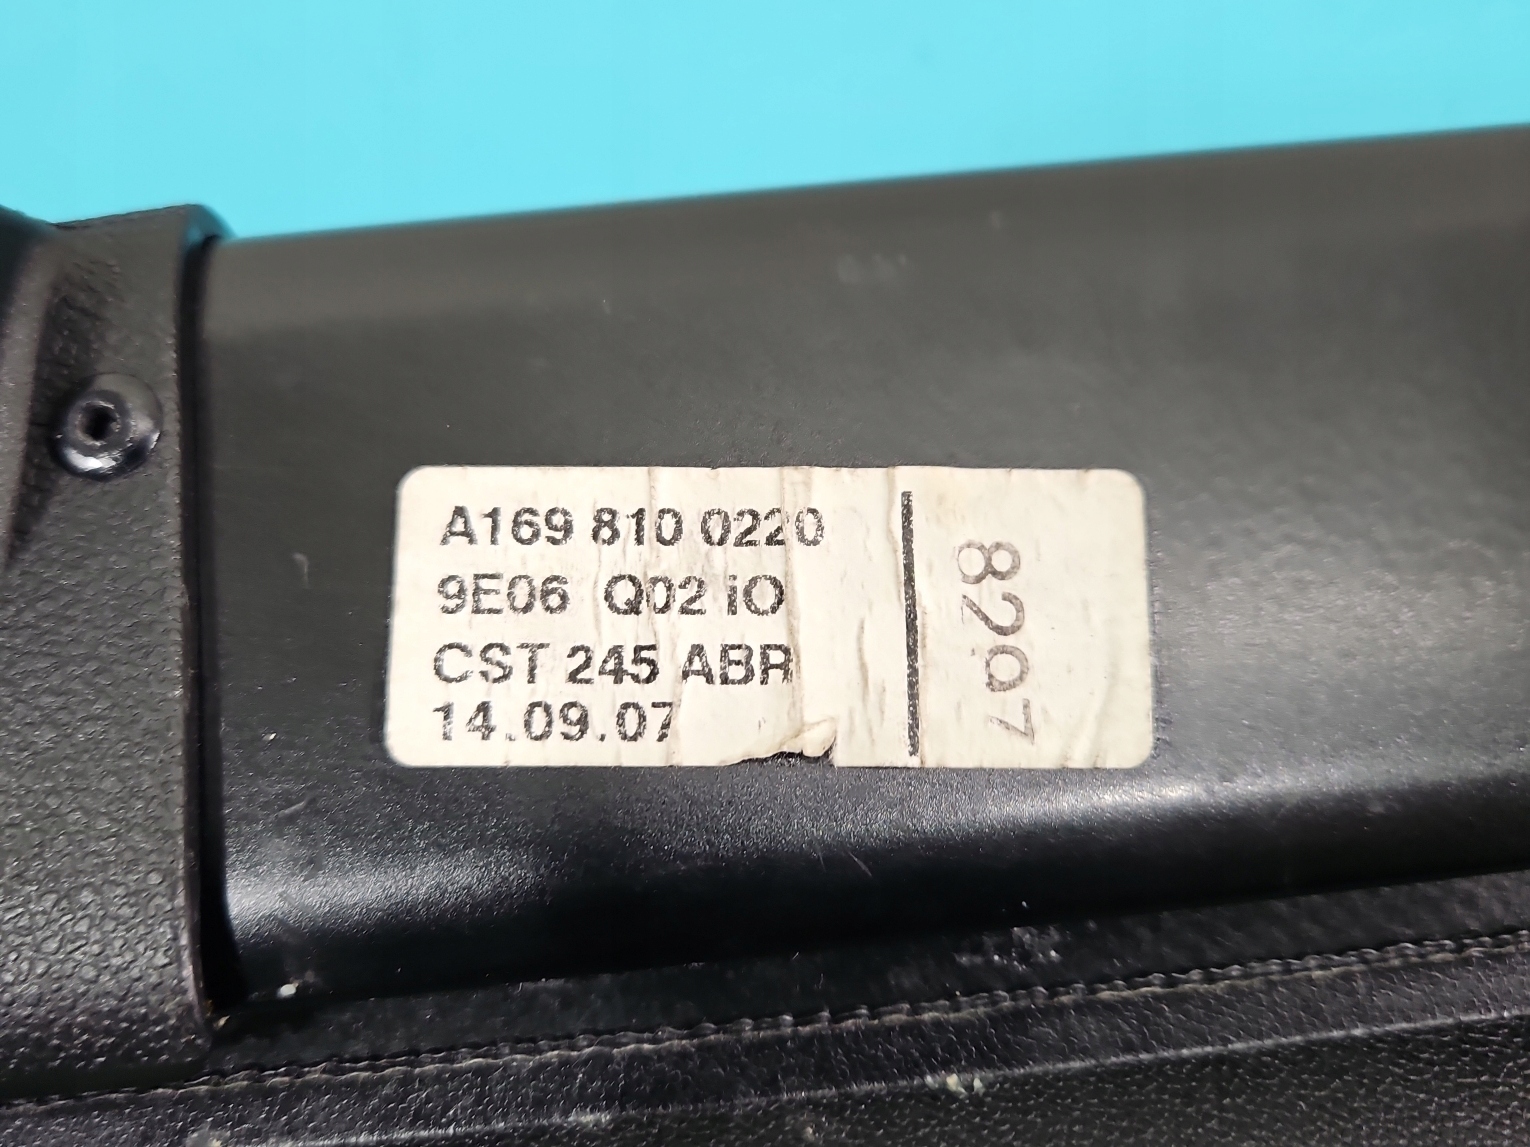 A169 810 0220
9E06 Q02 iO
CST 245 ABR
14.09.07
8207